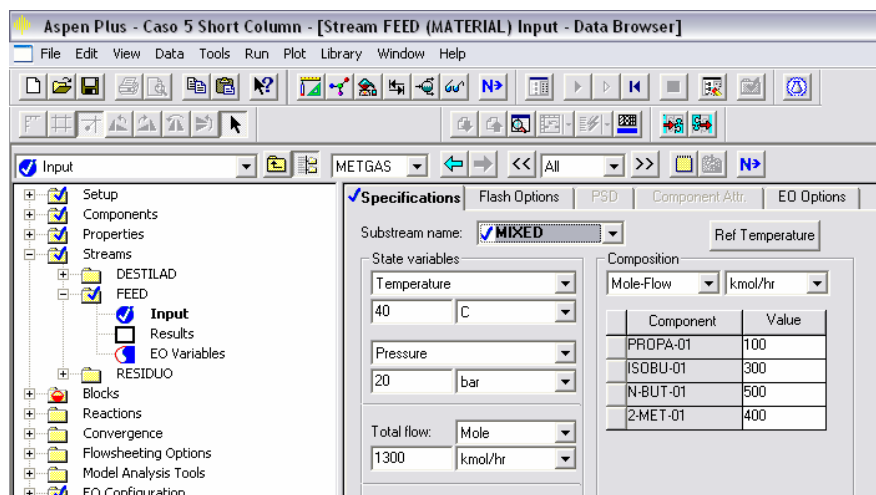 Aspen Plus - Caso 5 Short Column - [Stream FEED (MATERIAL) Input - Data Browser]
File Edit View Data Tools Run Plot Library Window Help
N>
Input METGAS << All >> N>
Setup
Components
Properties
Streams
DESTILAD
FEED
Input
Results
EO Variables
RESIDUO
Blocks
Reactions
Convergence
Flowsheeting Options
Model Analysis Tools
EO Configuration
Specifications Flash Options PSD Component Attr. EO Options
Substream name: MIXED Ref Temperature
State variables
Temperature
40 C
Pressure
20 bar
Total flow: Mole
1300 kmol/hr
Composition
Mole-Flow kmol/hr
Component Value
PROPA-01 100
ISOBU-01 300
N-BUT-01 500
2-MET-01 400